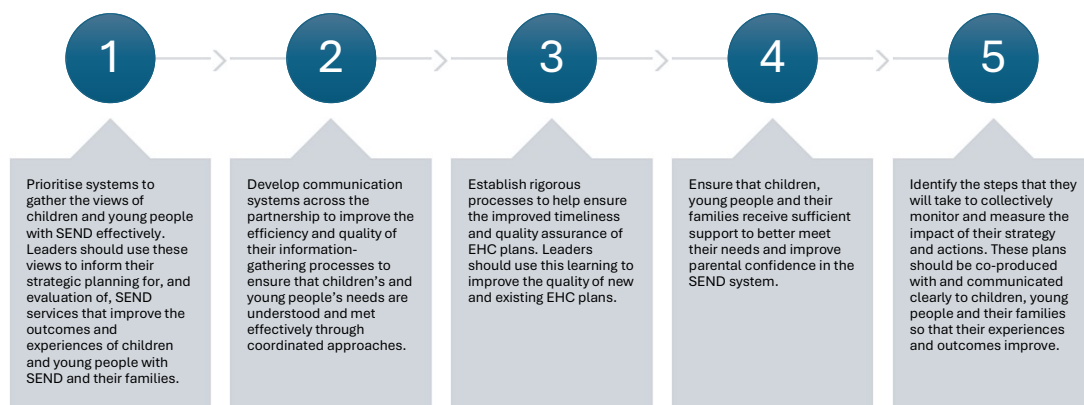 1
2
3
4
5
Prioritise systems to
gather the views of
children and young people
with SEND effectively.
Leaders should use these
views to inform their
strategic planning for, and
evaluation of, SEND
services that improve the
outcomes and
experiences of children
and young people with
SEND and their families.
Develop communication
systems across the
partnership to improve the
efficiency and quality of
their information-
gathering processes to
ensure that children's and
young people's needs are
understood and met
effectively through
coordinated approaches.
Establish rigorous
processes to help ensure
the improved timeliness
and quality assurance of
EHC plans. Leaders
should use this learning to
improve the quality of new
and existing EHC plans.
Ensure that children,
young people and their
families receive sufficient
support to better meet
their needs and improve
parental confidence in the
SEND system.
Identify the steps that they
will take to collectively
monitor and measure the
impact of their strategy
and actions. These plans
should be co-produced
with and communicated
clearly to children, young
people and their families
so that their experiences
and outcomes improve.